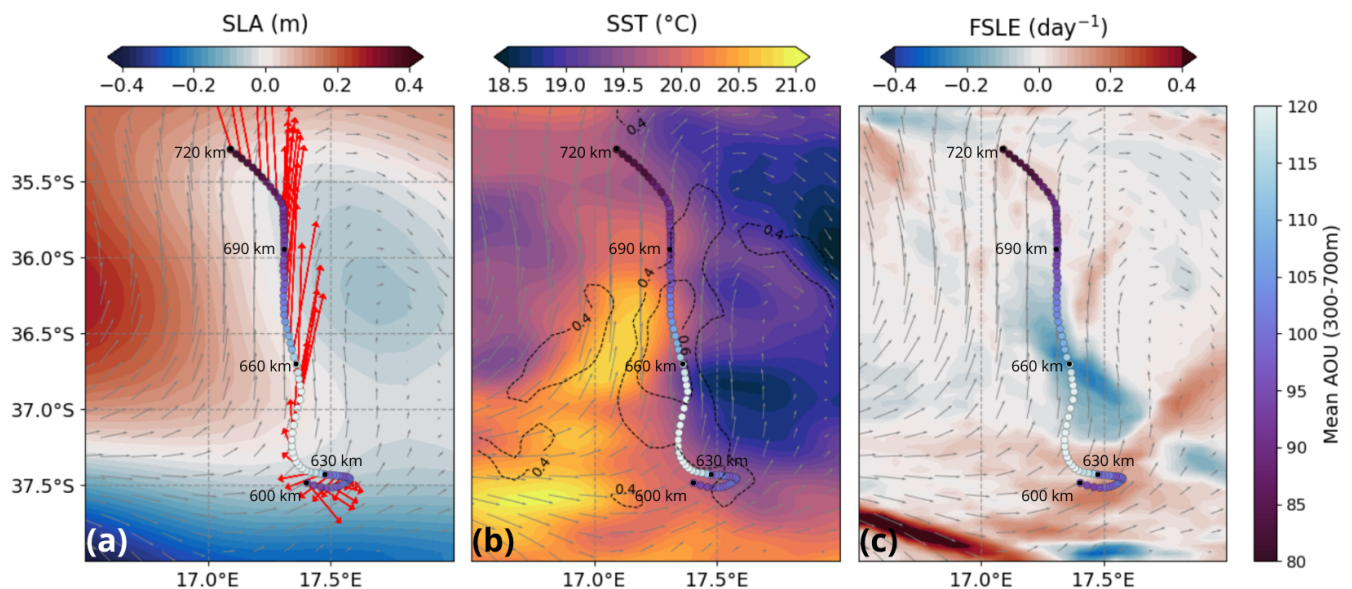 SLA (m)
SST (°C)
FSLE (day⁻¹)
−0.4 −0.2 0.0 0.2 0.4
18.5 19.0 19.5 20.0 20.5 21.0
−0.4 −0.2 0.0 0.2 0.4
35.5°S
36.0°S
36.5°S
37.0°S
37.5°S
720 km
690 km
660 km
630 km
600 km
(a)
17.0°E 17.5°E
0.4
720 km
0.4
690 km
0.4
0.4
0.6
660 km
0.4
630 km
0.4
600 km
(b)
17.0°E 17.5°E
720 km
690 km
660 km
630 km
600 km
(c)
17.0°E 17.5°E
120
115
110
105
100
95
90
85
80
Mean AOU (300-700m)